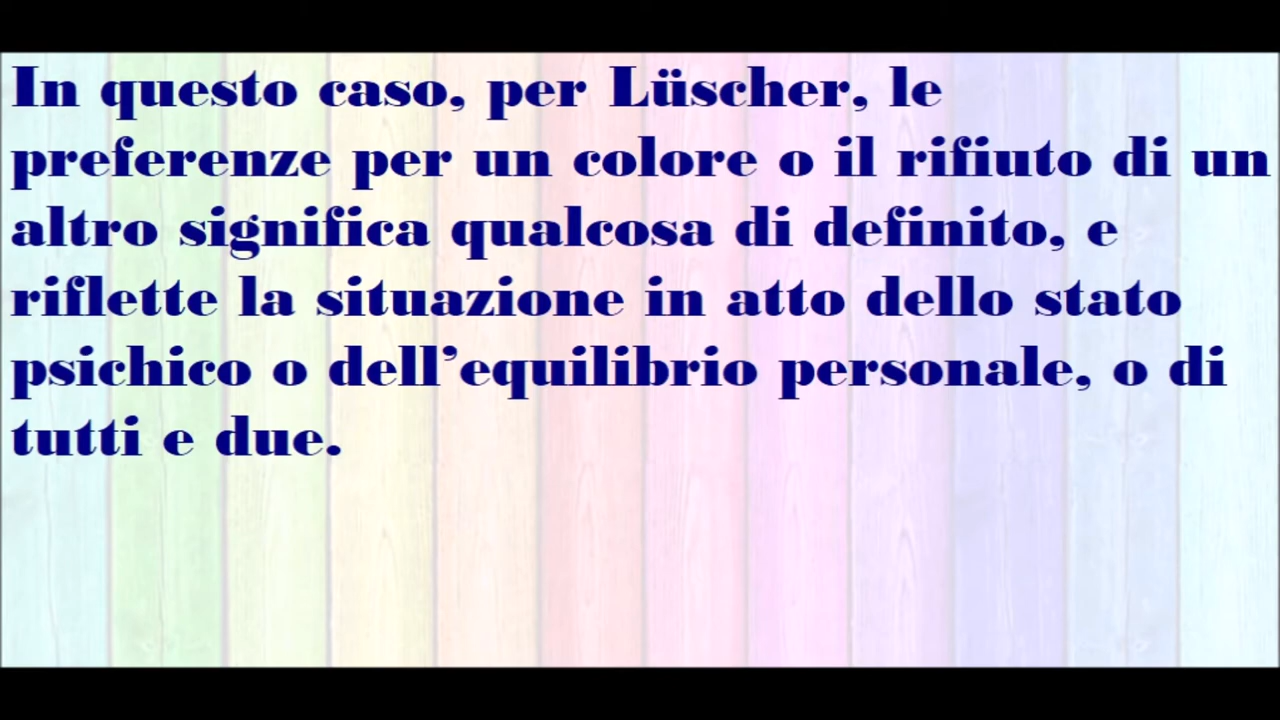 In questo caso, per Lüscher, le
preferenze per un colore o il rifiuto di un
altro significa qualcosa di definito, e
riflette la situazione in atto dello stato
psichico o dell’equilibrio personale, o di
tutti e due.